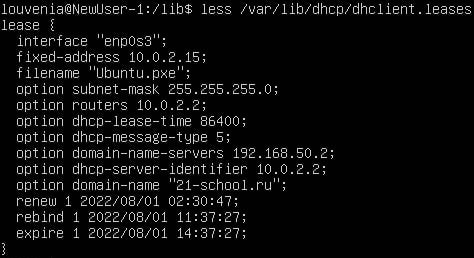 louvenia@NewUser-1:/lib$ less /var/lib/dhcp/dhclient.leases
lease {
  interface "enp0s3";
  fixed-address 10.0.2.15;
  filename "Ubuntu.pxe";
  option subnet-mask 255.255.255.0;
  option routers 10.0.2.2;
  option dhcp-lease-time 86400;
  option dhcp-message-type 5;
  option domain-name-servers 192.168.50.2;
  option dhcp-server-identifier 10.0.2.2;
  option domain-name "21-school.ru";
  renew 1 2022/08/01 02:30:47;
  rebind 1 2022/08/01 11:37:27;
  expire 1 2022/08/01 14:37:27;
}